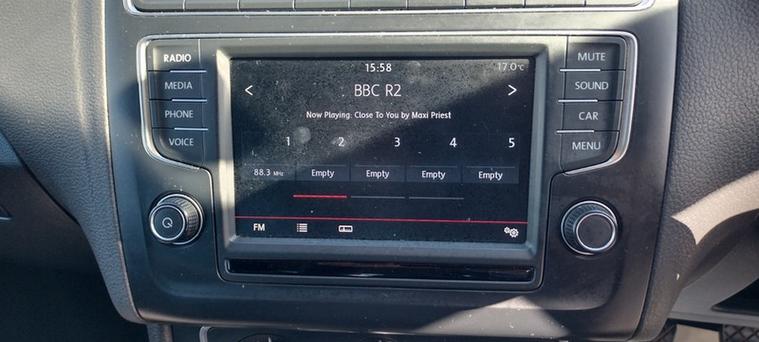 RADIO
MEDIA
PHONE
VOICE
15:58
17.0°C
< BBC R2 >
Now Playing: Close To You by Maxi Priest
1 2 3 4 5
88.3 MHz Empty Empty Empty Empty
FM
MUTE
SOUND
CAR
MENU